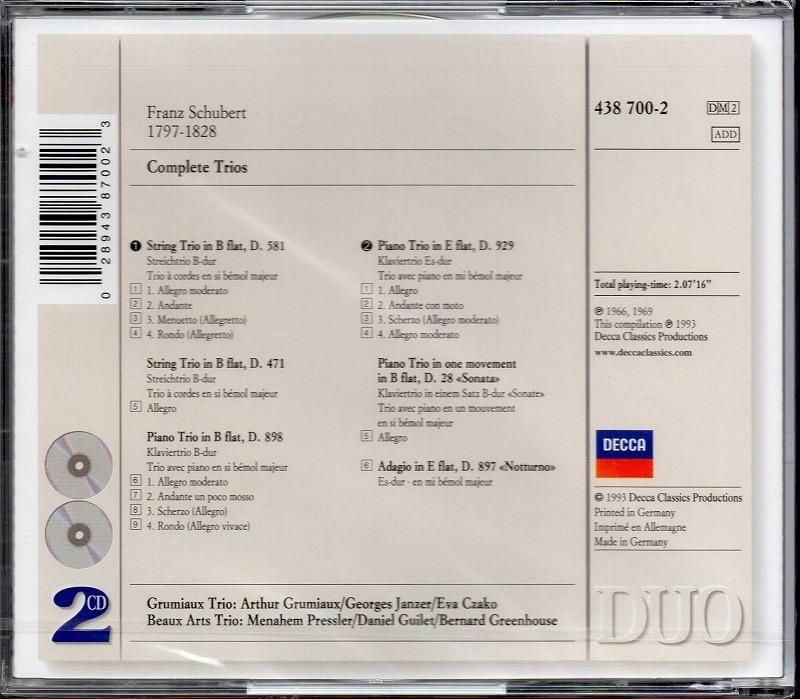 Franz Schubert
1797-1828
Complete Trios
❶ String Trio in B flat, D. 581
Streichtrio B-dur
Trio à cordes en si bémol majeur
1 1. Allegro moderato
2 2. Andante
3 3. Menuetto (Allegretto)
4 4. Rondo (Allegretto)
String Trio in B flat, D. 471
Streichtrio B-dur
Trio à cordes en si bémol majeur
5 Allegro
Piano Trio in B flat, D. 898
Klaviertrio B-dur
Trio avec piano en si bémol majeur
6 1. Allegro moderato
7 2. Andante un poco mosso
8 3. Scherzo (Allegro)
9 4. Rondo (Allegro vivace)
❷ Piano Trio in E flat, D. 929
Klaviertrio Es-dur
Trio avec piano en mi bémol majeur
1 1. Allegro
2 2. Andante con moto
3 3. Scherzo (Allegro moderato)
4 4. Allegro moderato
Piano Trio in one movement
in B flat, D. 28 «Sonata»
Klaviertrio in einem Satz B-dur «Sonate»
Trio avec piano en un mouvement
en si bémol majeur
5 Allegro
6 Adagio in E flat, D. 897 «Notturno»
Es-dur · en mi bémol majeur
Grumiaux Trio: Arthur Grumiaux/Georges Janzer/Eva Czako
Beaux Arts Trio: Menahem Pressler/Daniel Guilet/Bernard Greenhouse
438 700-2
DM2
ADD
Total playing-time: 2.07'16"
℗ 1966, 1969
This compilation ℗ 1993
Decca Classics Productions
www.deccaclassics.com
DECCA
© 1993 Decca Classics Productions
Printed in Germany
Imprimé en Allemagne
Made in Germany
DUO
0 28943 87002 3
2 CD